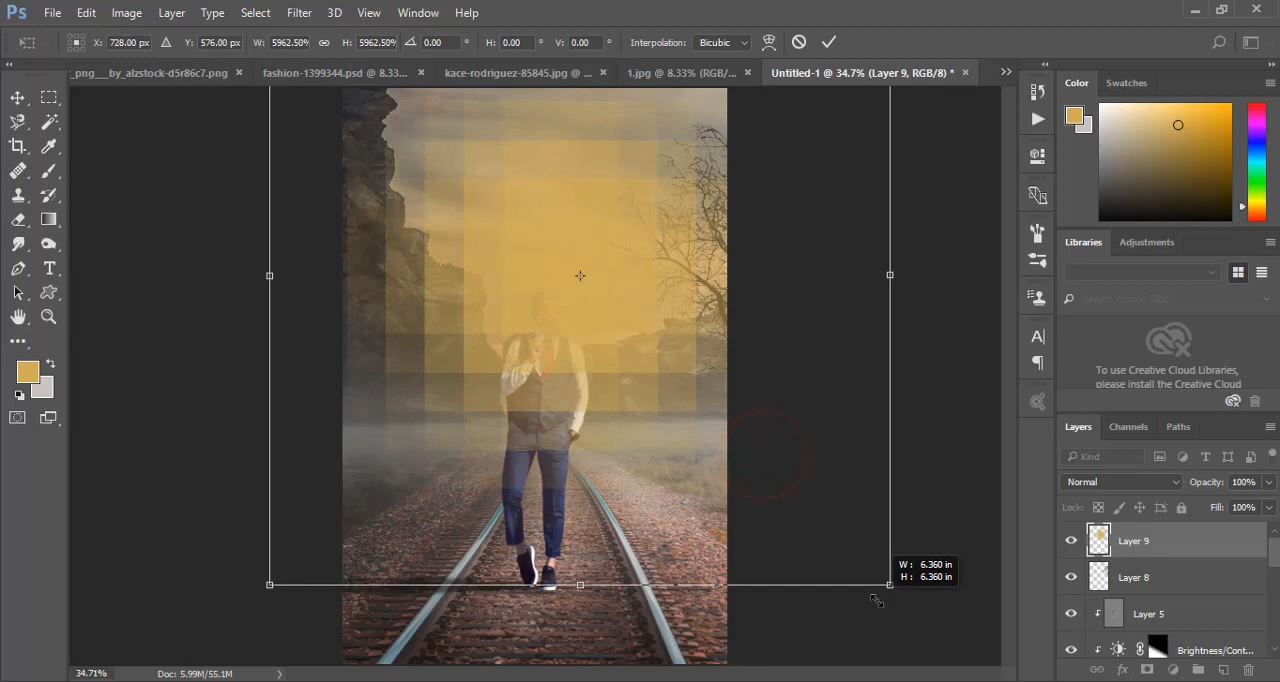 Ps File Edit Image Layer Type Select Filter 3D View Window Help
X: 728.00 px Y: 576.00 px W: 5962.50% H: 5962.50% 0.00 ° H: 0.00 ° V: 0.00 ° Interpolation: Bicubic
_png__by_alzstock-d5r86c7.png × fashion-1399344.psd @ 8.33... × kace-rodriguez-85845.jpg @ ... × 1.jpg @ 8.33% (RGB/... × Untitled-1 @ 34.7% (Layer 9, RGB/8) * ×
Color Swatches
Libraries Adjustments
Search Adobe Stock
To use Creative Cloud Libraries,
please install the Creative Cloud
Layers Channels Paths
Kind
Normal Opacity: 100%
Lock: Fill: 100%
Layer 9
W : 6.360 in
H : 6.360 in
Layer 8
Layer 5
Brightness/Cont...
34.71% Doc: 5.99M/55.1M